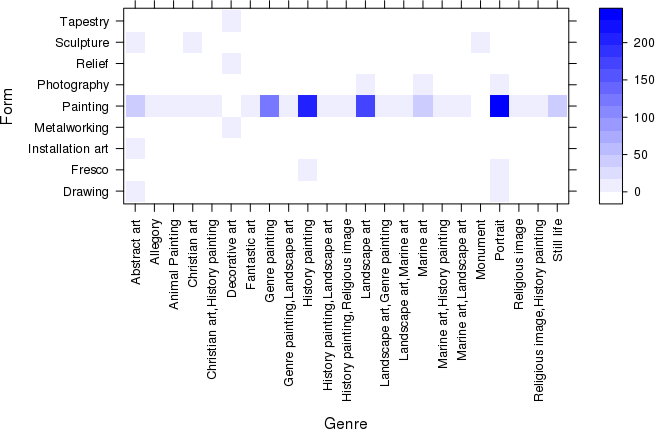 Form
Tapestry
Sculpture
Relief
Photography
Painting
Metalworking
Installation art
Fresco
Drawing
200
150
100
50
0
Abstract art
Allegory
Animal Painting
Christian art
Christian art,History painting
Decorative art
Fantastic art
Genre painting
Genre painting,Landscape art
History painting
History painting,Landscape art
History painting,Religious image
Landscape art
Landscape art,Genre painting
Landscape art,Marine art
Marine art
Marine art,History painting
Marine art,Landscape art
Monument
Portrait
Religious image
Religious image,History painting
Still life
Genre